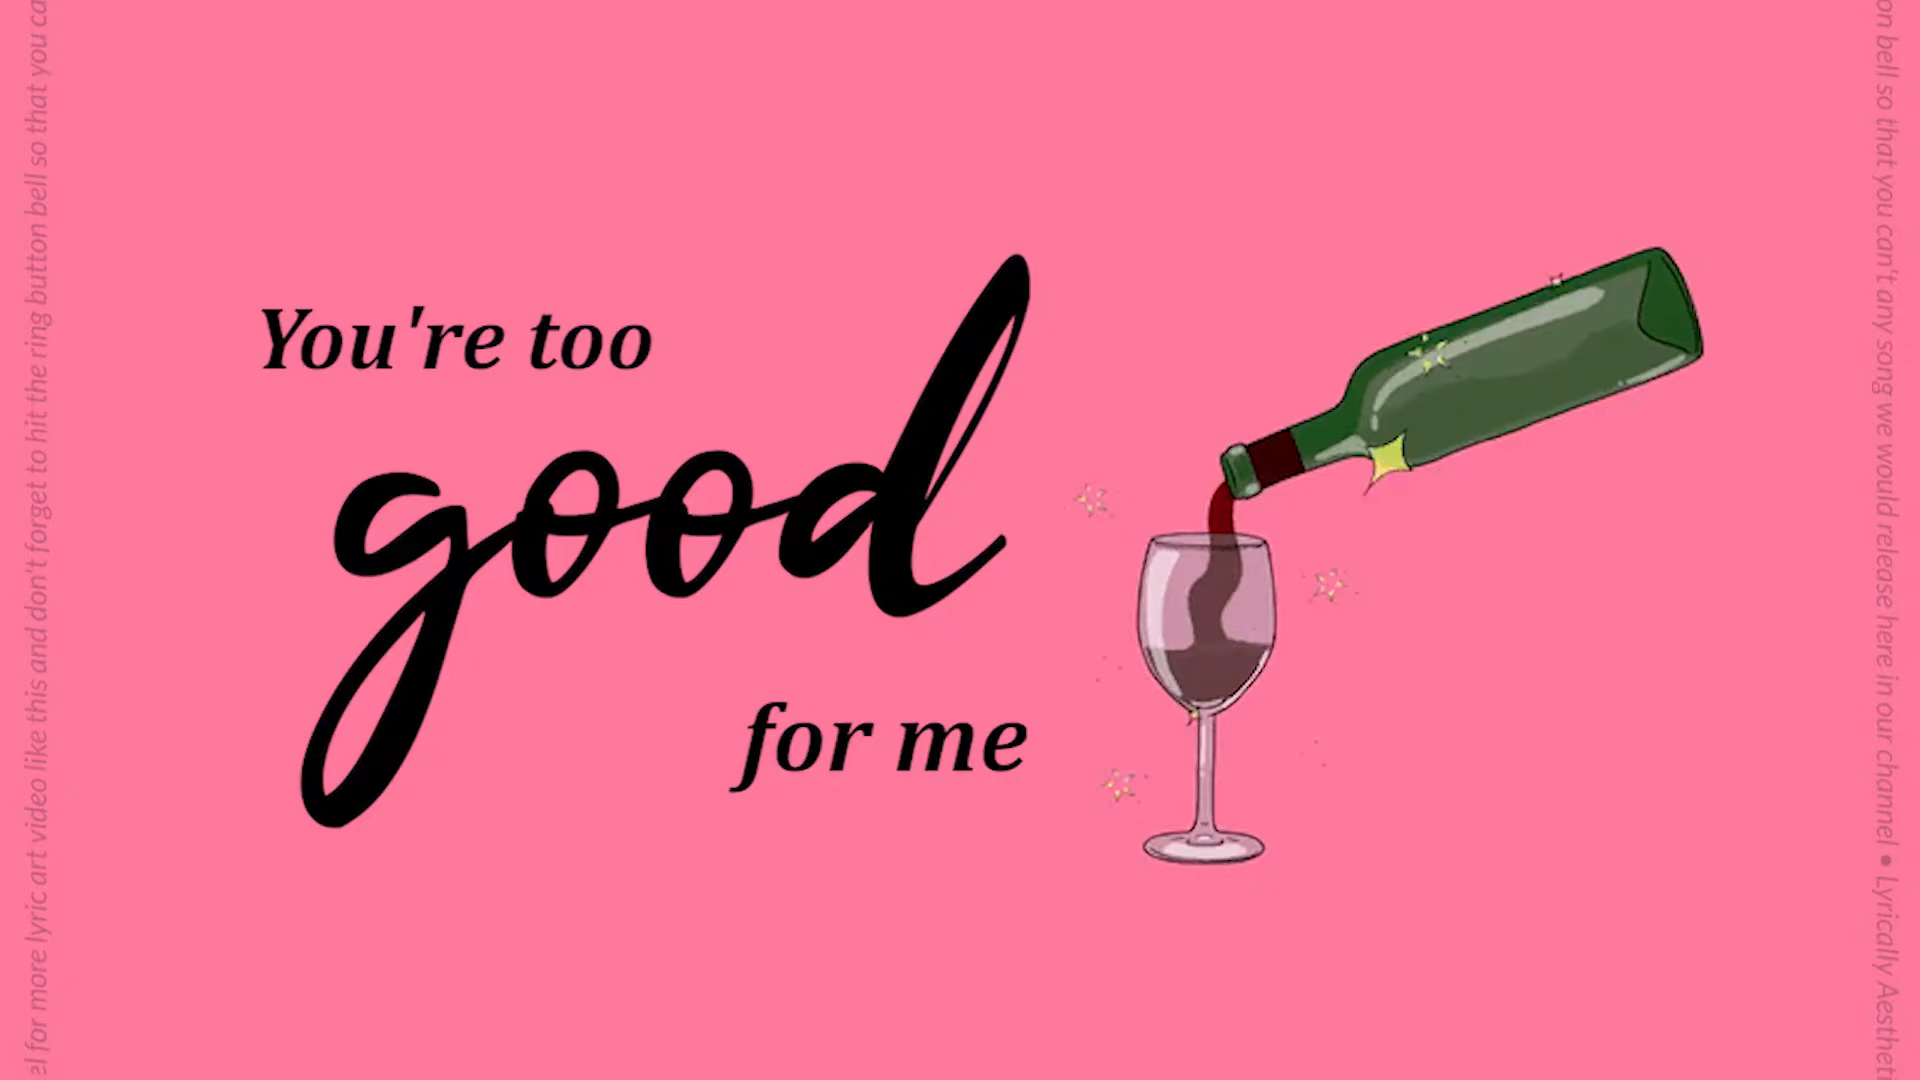 You're too
good
for me
el for more lyric art video like this and don't forget to hit the ring button bell so that you ca
on bell so that you can't any song we would release here in our channel • Lyrically Aestheti